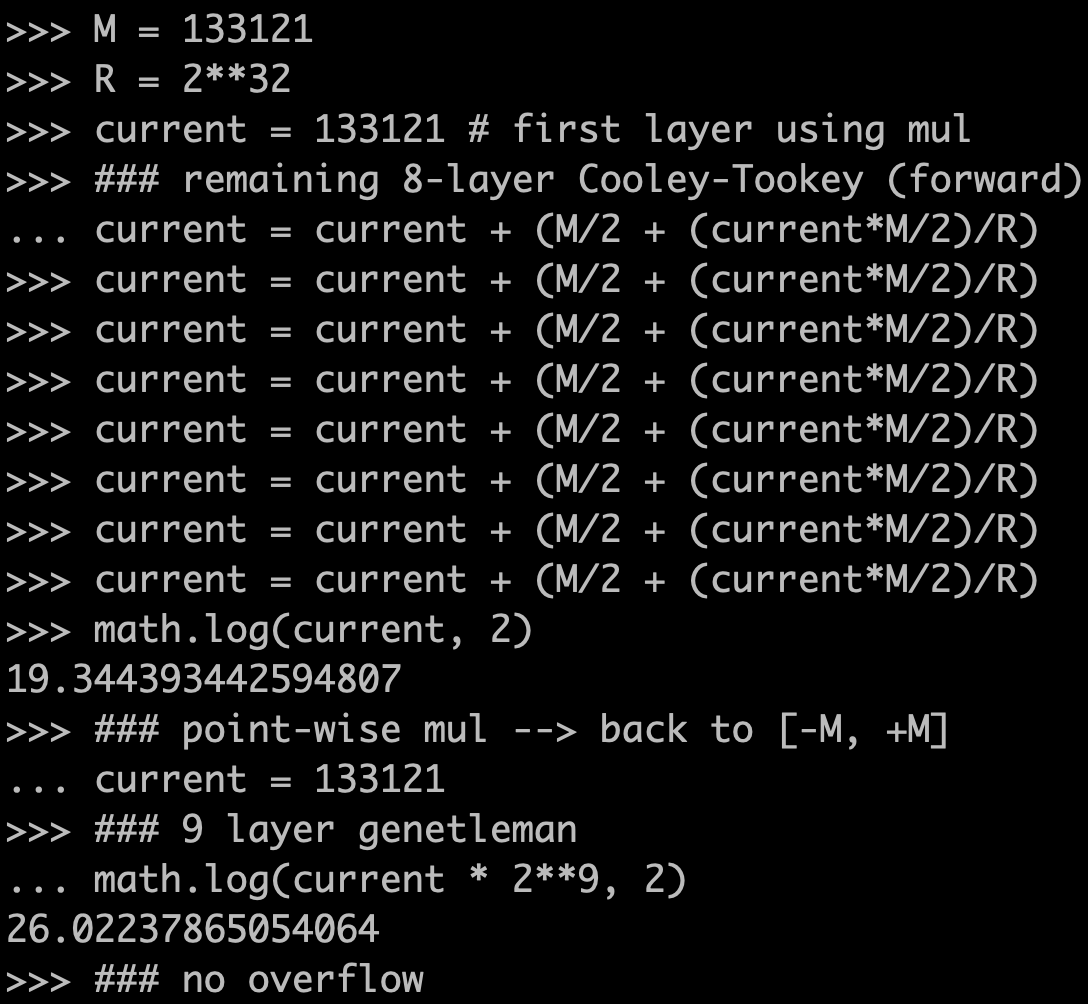 >>> M = 133121
>>> R = 2**32
>>> current = 133121 # first layer using mul
>>> ### remaining 8-layer Cooley-Tookey (forward)
... current = current + (M/2 + (current*M/2)/R)
>>> current = current + (M/2 + (current*M/2)/R)
>>> current = current + (M/2 + (current*M/2)/R)
>>> current = current + (M/2 + (current*M/2)/R)
>>> current = current + (M/2 + (current*M/2)/R)
>>> current = current + (M/2 + (current*M/2)/R)
>>> current = current + (M/2 + (current*M/2)/R)
>>> current = current + (M/2 + (current*M/2)/R)
>>> math.log(current, 2)
19.344393442594807
>>> ### point-wise mul --> back to [-M, +M]
... current = 133121
>>> ### 9 layer genetleman
... math.log(current * 2**9, 2)
26.02237865054064
>>> ### no overflow